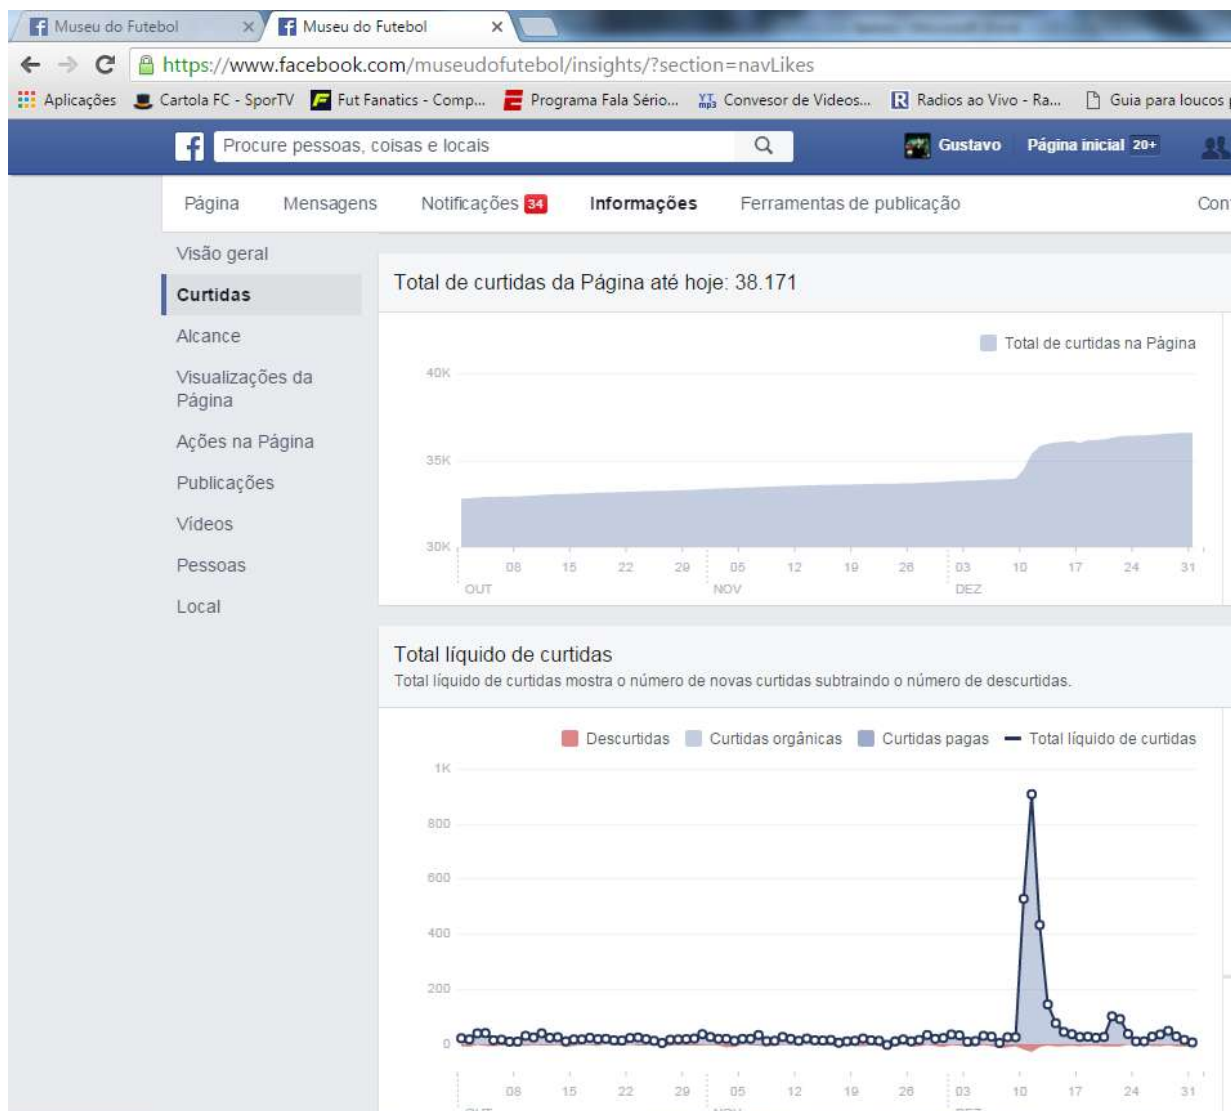 Museu do Futebol
Museu do Futebol
https://www.facebook.com/museudofutebol/insights/?section=navLikes
Aplicações Cartola FC - SporTV Fut Fanatics - Comp... Programa Fala Sério... YT mp3 Convesor de Videos... R Radios ao Vivo - Ra... Guia para loucos
Procure pessoas, coisas e locais Gustavo Página inicial 20+
Página Mensagens Notificações 34 Informações Ferramentas de publicação
Visão geral
Curtidas
Alcance
Visualizações da
Página
Ações na Página
Publicações
Vídeos
Pessoas
Local
Total de curtidas da Página até hoje: 38.171
Total de curtidas na Página
40K
35K
30K
08 15 22 29 05 12 19 26 03 10 17 24 31
OUT NOV DEZ
Total líquido de curtidas
Total líquido de curtidas mostra o número de novas curtidas subtraindo o número de descurtidas.
Descurtidas Curtidas orgânicas Curtidas pagas Total líquido de curtidas
1K
800
600
400
200
0
08 15 22 29 05 12 19 26 03 10 17 24 31